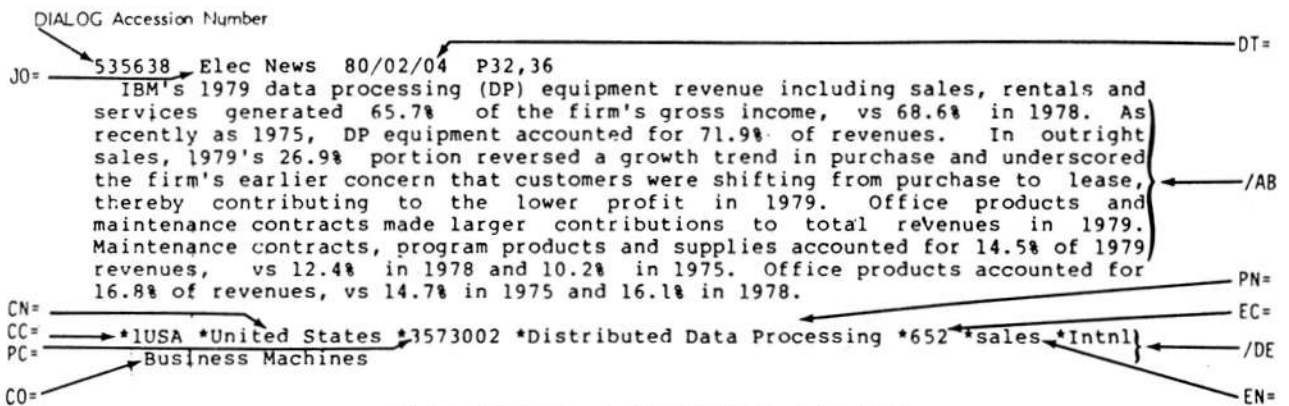 DIALOG Accession Number
DT=
535638 Elec News 80/02/04 P32,36
JO=
IBM's 1979 data processing (DP) equipment revenue including sales, rentals and
services generated 65.7% of the firm's gross income, vs 68.6% in 1978. As
recently as 1975, DP equipment accounted for 71.9% of revenues. In outright
sales, 1979's 26.9% portion reversed a growth trend in purchase and underscored
the firm's earlier concern that customers were shifting from purchase to lease,
/AB
thereby contributing to the lower profit in 1979. Office products and
maintenance contracts made larger contributions to total revenues in 1979.
Maintenance contracts, program products and supplies accounted for 14.5% of 1979
revenues, vs 12.4% in 1978 and 10.2% in 1975. Office products accounted for
16.8% of revenues, vs 14.7% in 1975 and 16.1% in 1978.
PN=
CN=
EC=
CC=
*1USA *United States *3573002 *Distributed Data Processing *652 *sales *Intnl
PC=
/DE
Business Machines
CO=
EN=